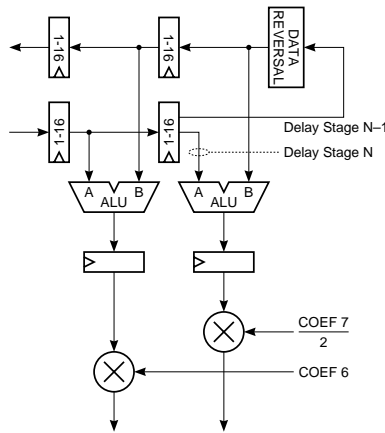 1-16
1-16
DATA
REVERSAL
1-16
1-16
Delay Stage N–1
Delay Stage N
A
B
ALU
A
B
ALU
COEF 7
2
COEF 6